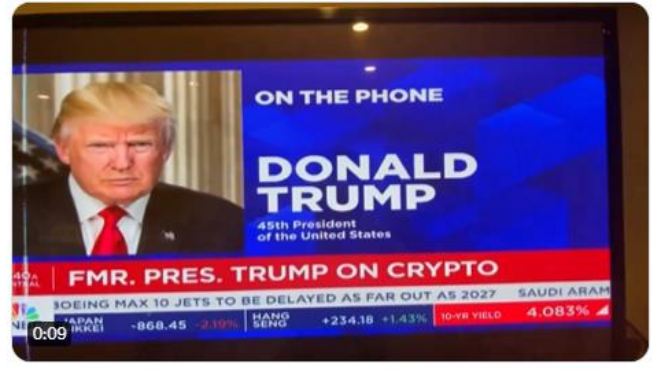 ON THE PHONE
DONALD
TRUMP
45th President
of the United States
FMR. PRES. TRUMP ON CRYPTO
BOEING MAX 10 JETS TO BE DELAYED AS FAR OUT AS 2027 SAUDI ARAM
JAPAN NIKKEI -868.45 -2.19% HANG SENG +234.18 +1.43% 10-YR YIELD 4.083%
0:09